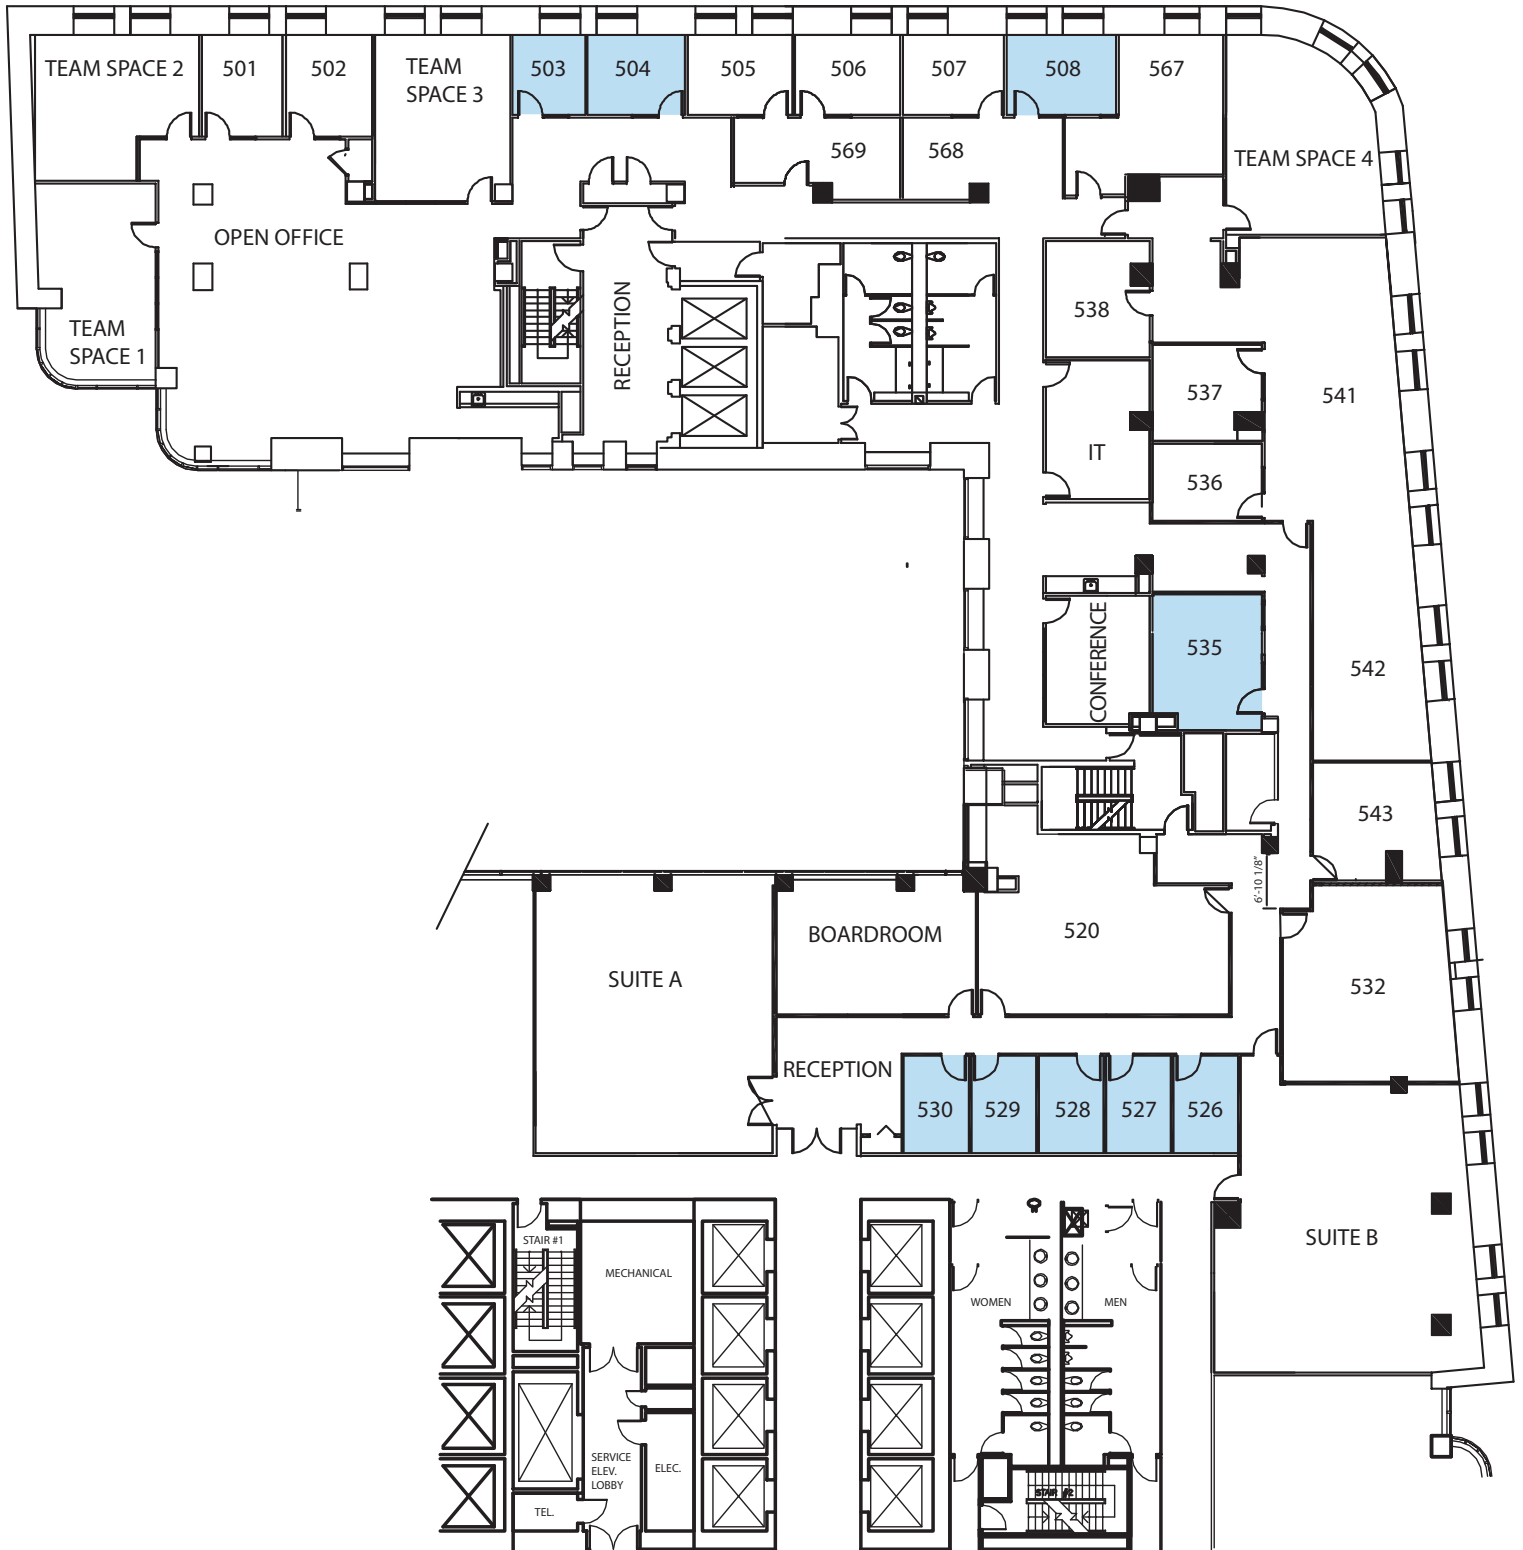 TEAM SPACE 2
501
502
TEAM
SPACE 3
503
504
505
506
507
508
567
569
568
TEAM SPACE 4
OPEN OFFICE
TEAM
SPACE 1
RECEPTION
538
537
541
IT
536
CONFERENCE
535
542
543
6'-10 1/8"
BOARDROOM
520
SUITE A
532
RECEPTION
530
529
528
527
526
SUITE B
STAIR #1
MECHANICAL
WOMEN
MEN
SERVICE
ELEV.
LOBBY
ELEC.
TEL.
STAIR #2